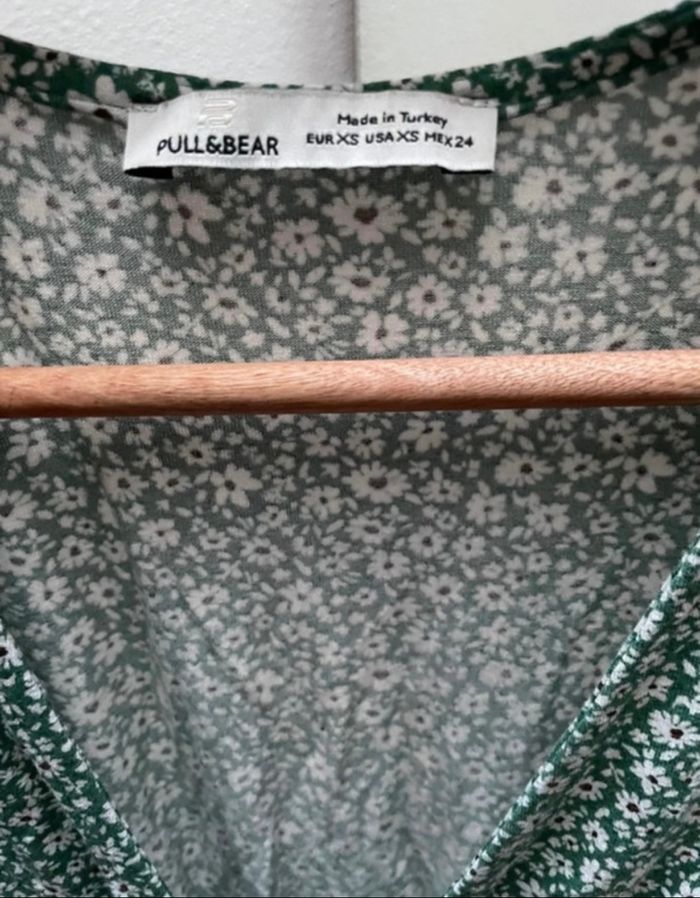 PULL&BEAR
Made in Turkey
EUR XS USA XS MEX 24